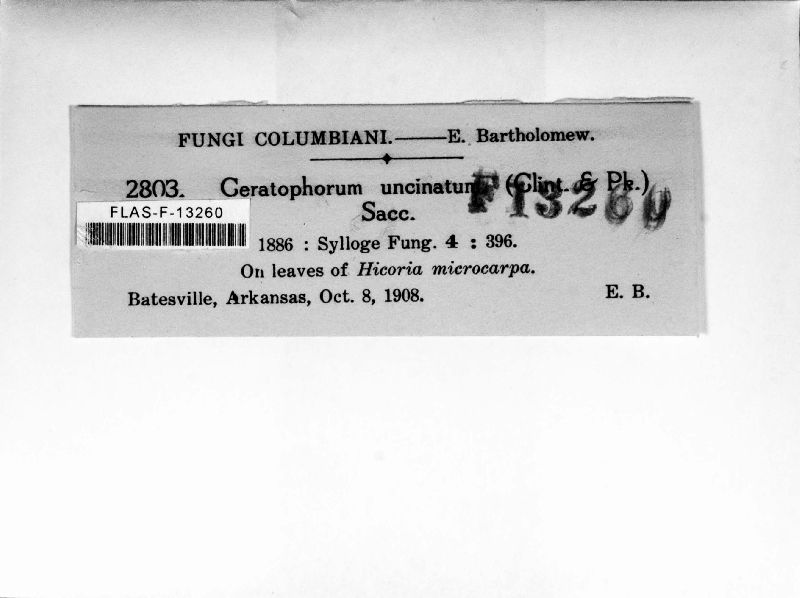 FUNGI COLUMBIANI.——E. Bartholomew.
2803. Ceratophorum uncinatum (Clint. & Pk.)
Sacc.
F 13260
FLAS-F-13260
1886 : Sylloge Fung. 4 : 396.
On leaves of Hicoria microcarpa.
Batesville, Arkansas, Oct. 8, 1908. E. B.